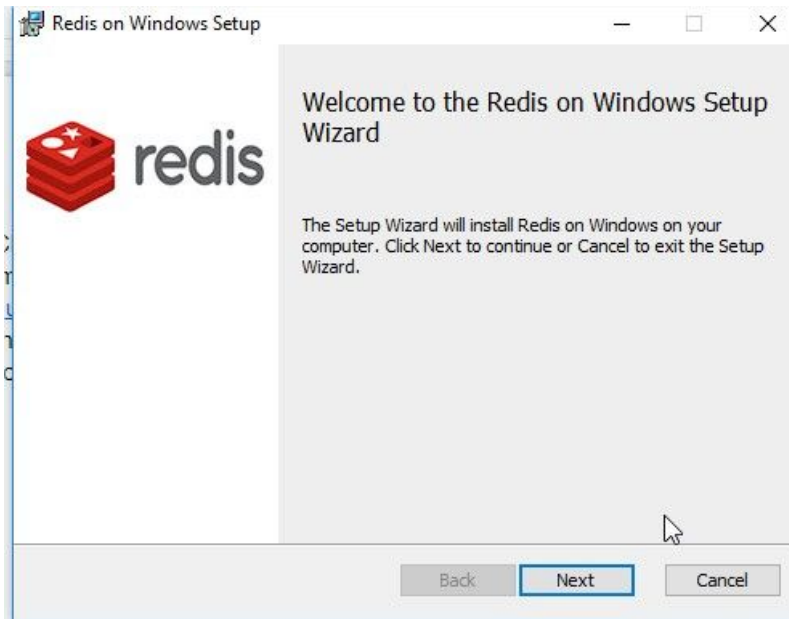 Redis on Windows Setup
Welcome to the Redis on Windows Setup
Wizard
redis
The Setup Wizard will install Redis on Windows on your
computer. Click Next to continue or Cancel to exit the Setup
Wizard.
Back Next Cancel